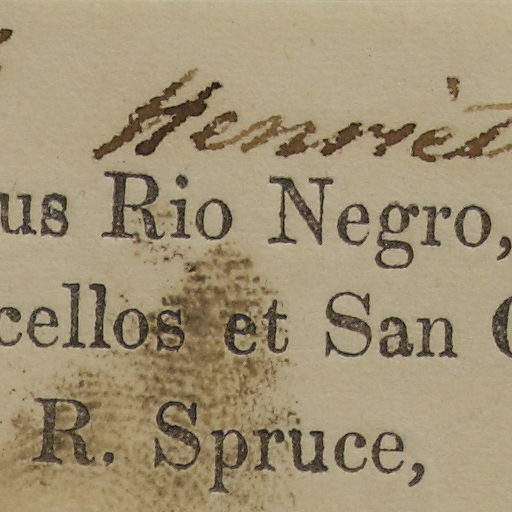 Henriet
us Rio Negro,
cellos et San C
R. Spruce,